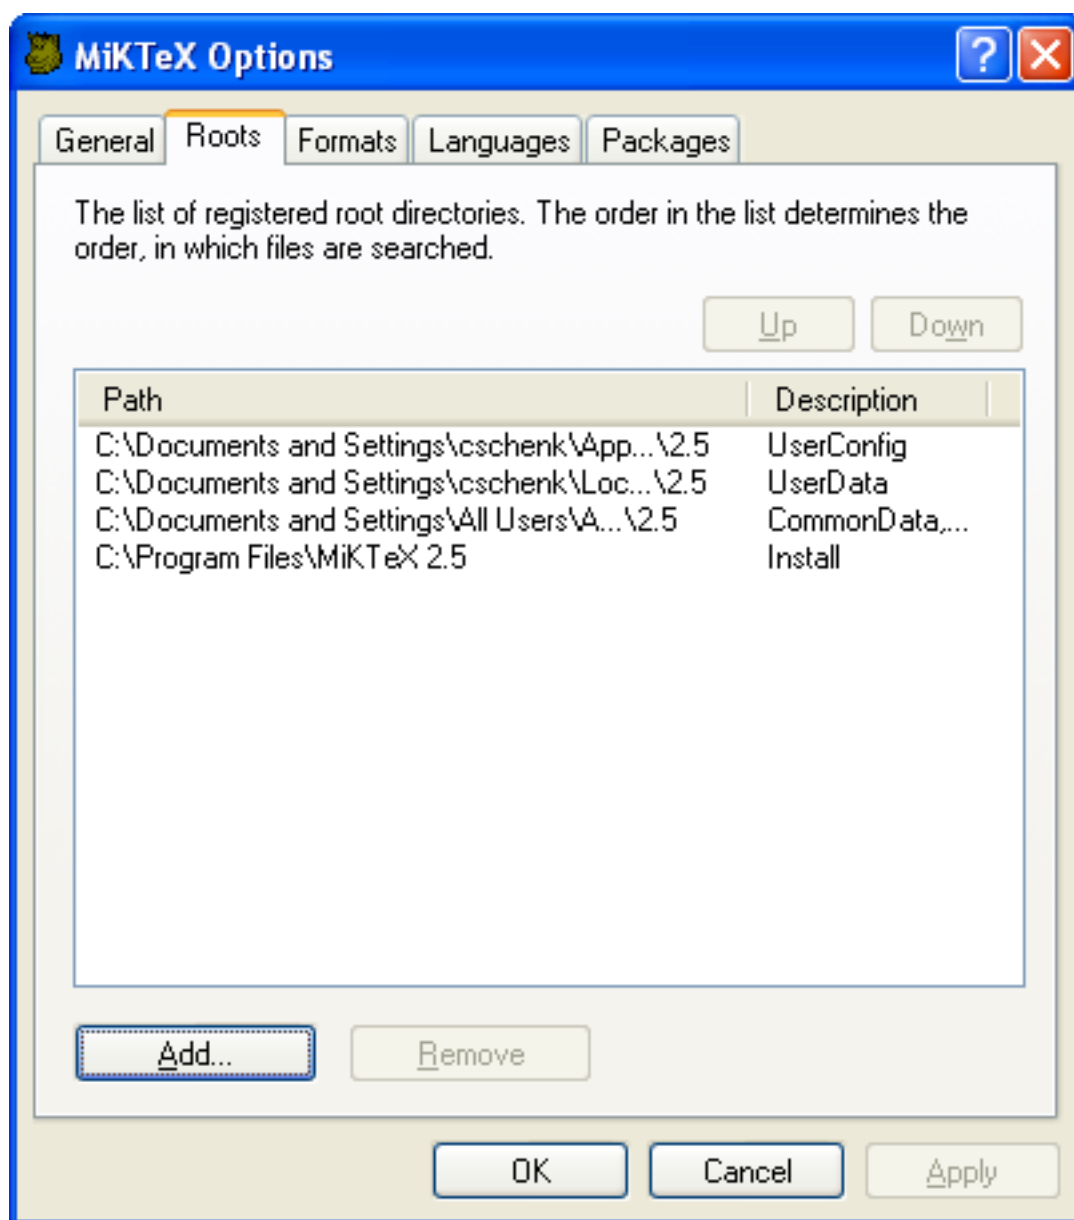 MiKTeX Options
General Roots Formats Languages Packages
The list of registered root directories. The order in the list determines the
order, in which files are searched.
Up Down
Path Description
C:\Documents and Settings\cschenk\App...\2.5 UserConfig
C:\Documents and Settings\cschenk\Loc...\2.5 UserData
C:\Documents and Settings\All Users\A...\2.5 CommonData,...
C:\Program Files\MiKTeX 2.5 Install
Add... Remove
OK Cancel Apply